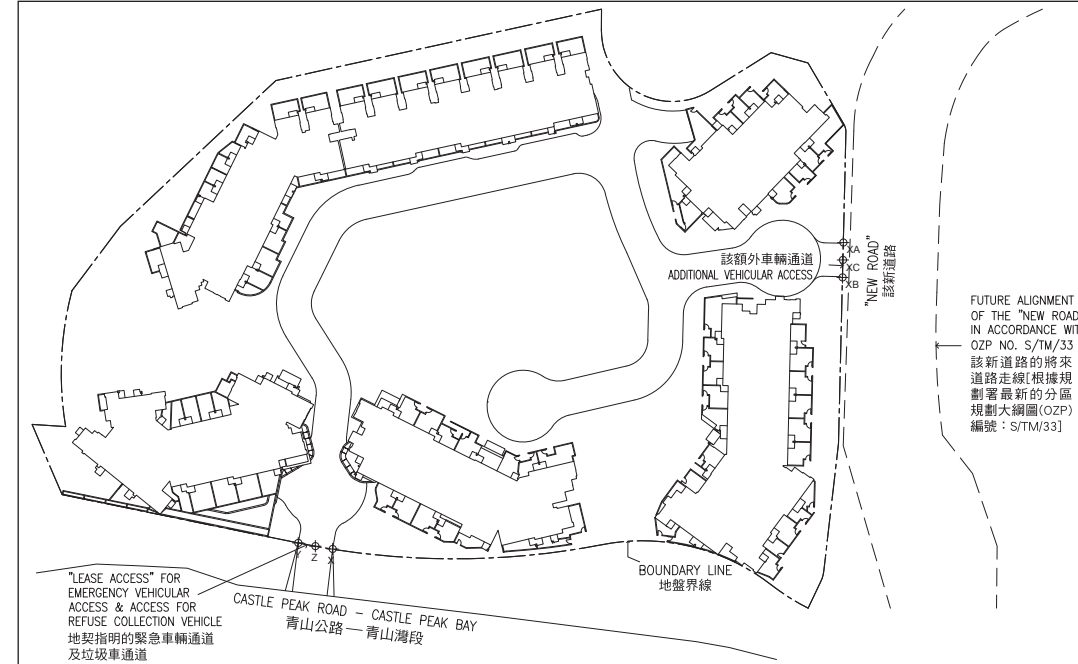 該額外車輛通道
ADDITIONAL VEHICULAR ACCESS
XA
XC
XB
"NEW ROAD"
該新道路
FUTURE ALIGNMENT
OF THE "NEW ROAD
IN ACCORDANCE WIT
OZP NO. S/TM/33
該新道路的將來
道路走線[根據規
劃署最新的分區
規劃大綱圖(OZP)
編號：S/TM/33]
Z
X
BOUNDARY LINE
地盤界線
"LEASE ACCESS" FOR
EMERGENCY VEHICULAR
ACCESS & ACCESS FOR
REFUSE COLLECTION VEHICLE
地契指明的緊急車輛通道
及垃圾車通道
CASTLE PEAK ROAD - CASTLE PEAK BAY
青山公路一青山灣段